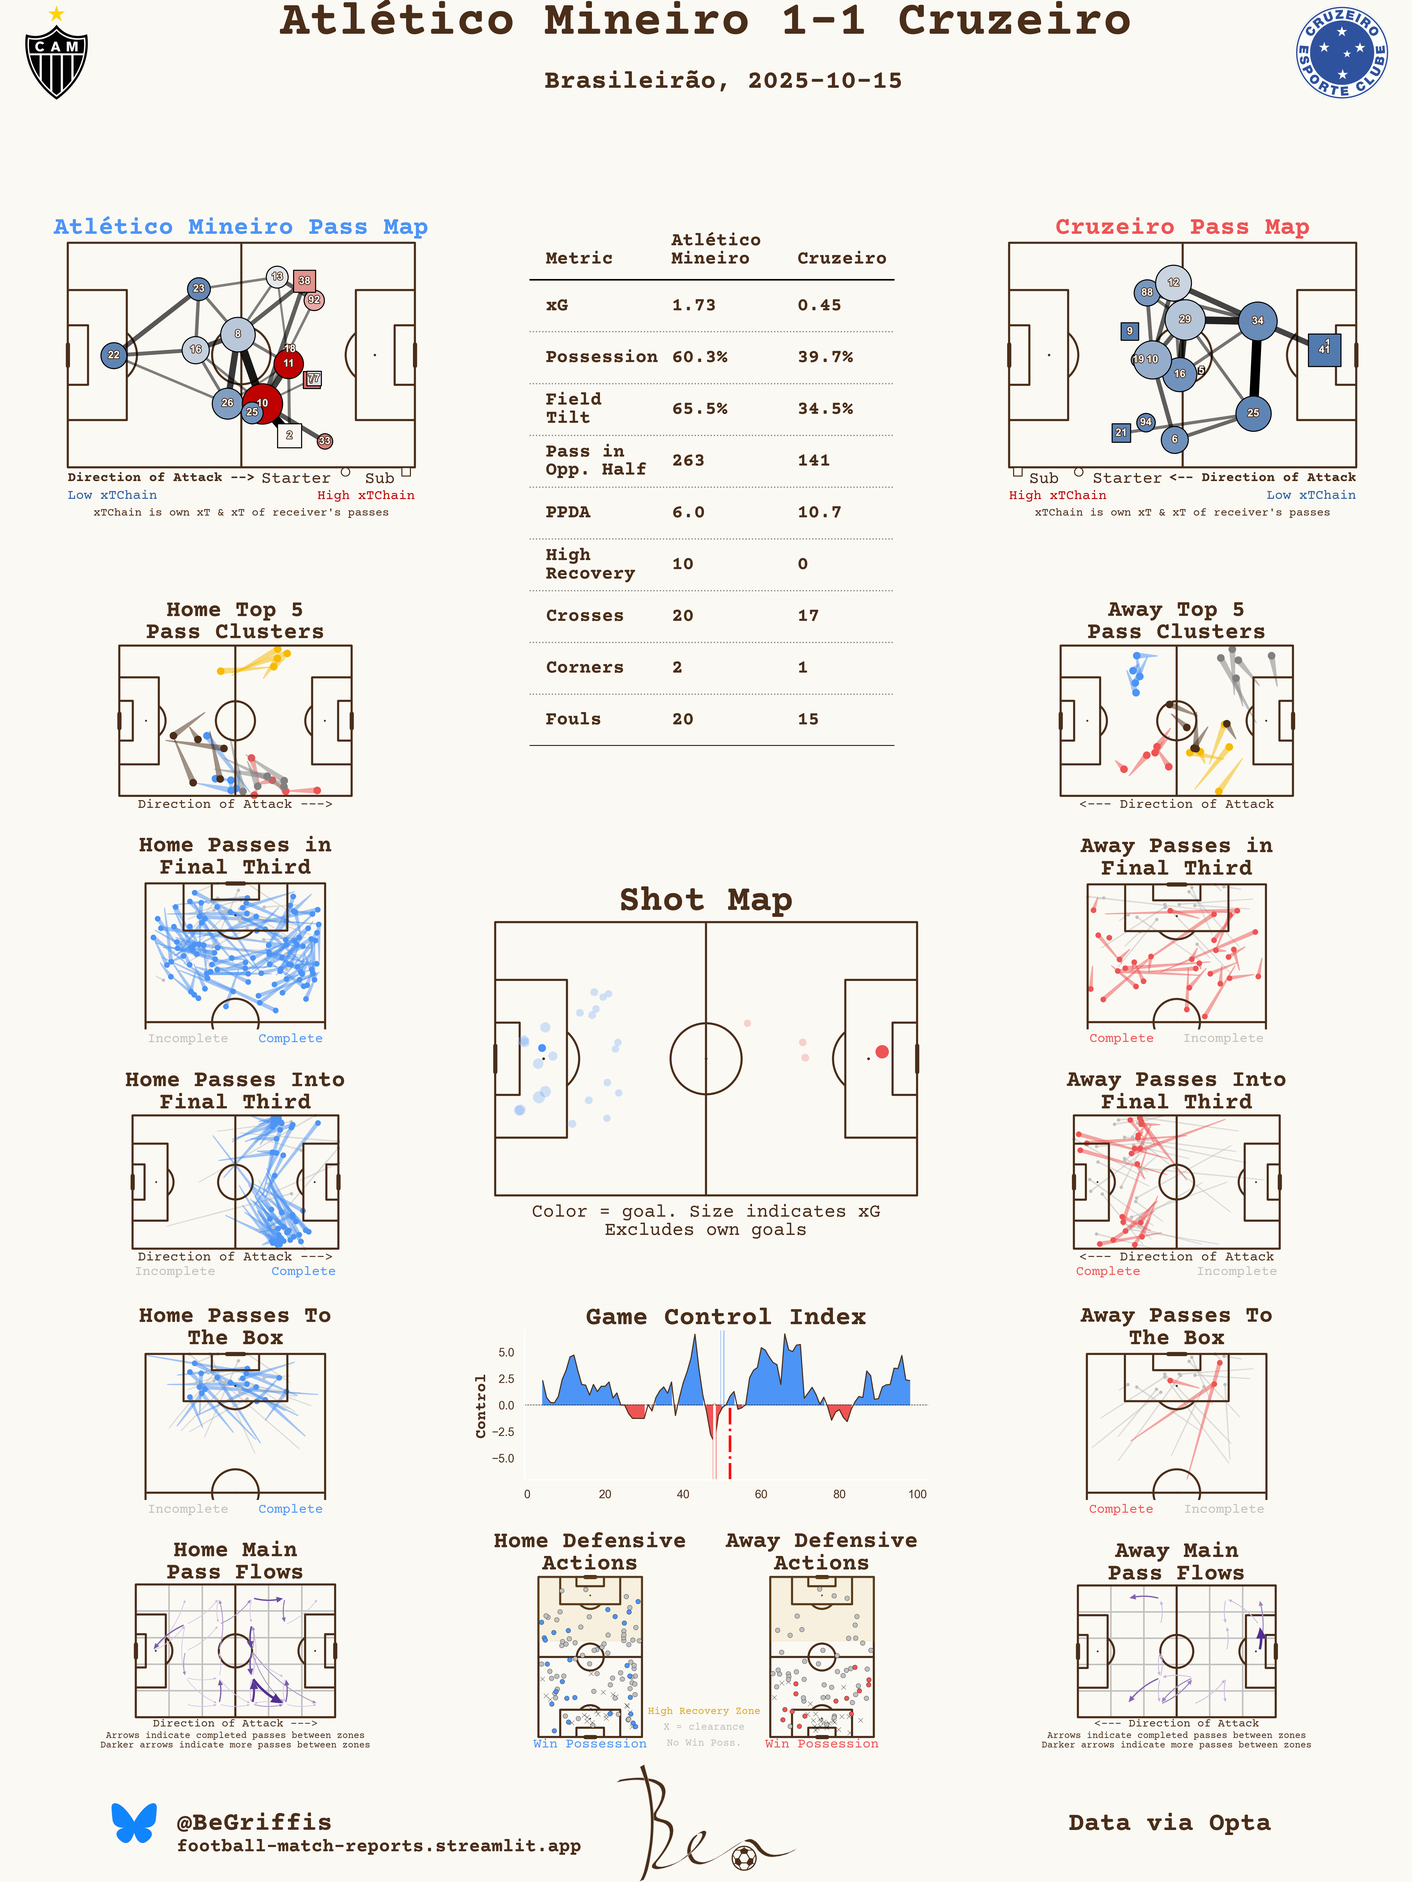 Atlético Mineiro 1-1 Cruzeiro
Brasileirão, 2025-10-15
CAM
CRUZEIRO
ESPORTE CLUBE
Atlético Mineiro Pass Map
13
38
23
92
8
18
16
22
11
77
10
26
25
2
33
Direction of Attack --> Starter Sub
Low xTChain High xTChain
xTChain is own xT & xT of receiver's passes
Metric Atlético Mineiro Cruzeiro
xG 1.73 0.45
Possession 60.3% 39.7%
Field Tilt 65.5% 34.5%
Pass in Opp. Half 263 141
PPDA 6.0 10.7
High Recovery 10 0
Crosses 20 17
Corners 2 1
Fouls 20 15
Cruzeiro Pass Map
12
88
29
34
9
1
41
19
10
16
5
25
94
21
6
Sub Starter <-- Direction of Attack
High xTChain Low xTChain
xTChain is own xT & xT of receiver's passes
Home Top 5
Pass Clusters
Direction of Attack --->
Away Top 5
Pass Clusters
<--- Direction of Attack
Home Passes in
Final Third
Incomplete Complete
Away Passes in
Final Third
Complete Incomplete
Shot Map
Color = goal. Size indicates xG
Excludes own goals
Home Passes Into
Final Third
Direction of Attack --->
Incomplete Complete
Away Passes Into
Final Third
<--- Direction of Attack
Complete Incomplete
Home Passes To
The Box
Incomplete Complete
Game Control Index
Control
5.0
2.5
0.0
−2.5
−5.0
0 20 40 60 80 100
Away Passes To
The Box
Complete Incomplete
Home Main
Pass Flows
Direction of Attack --->
Arrows indicate completed passes between zones
Darker arrows indicate more passes between zones
Home Defensive
Actions
Win Possession
Away Defensive
Actions
Win Possession
High Recovery Zone
X = clearance
No Win Poss.
Away Main
Pass Flows
<--- Direction of Attack
Arrows indicate completed passes between zones
Darker arrows indicate more passes between zones
@BeGriffis
football-match-reports.streamlit.app
Ben
Data via Opta